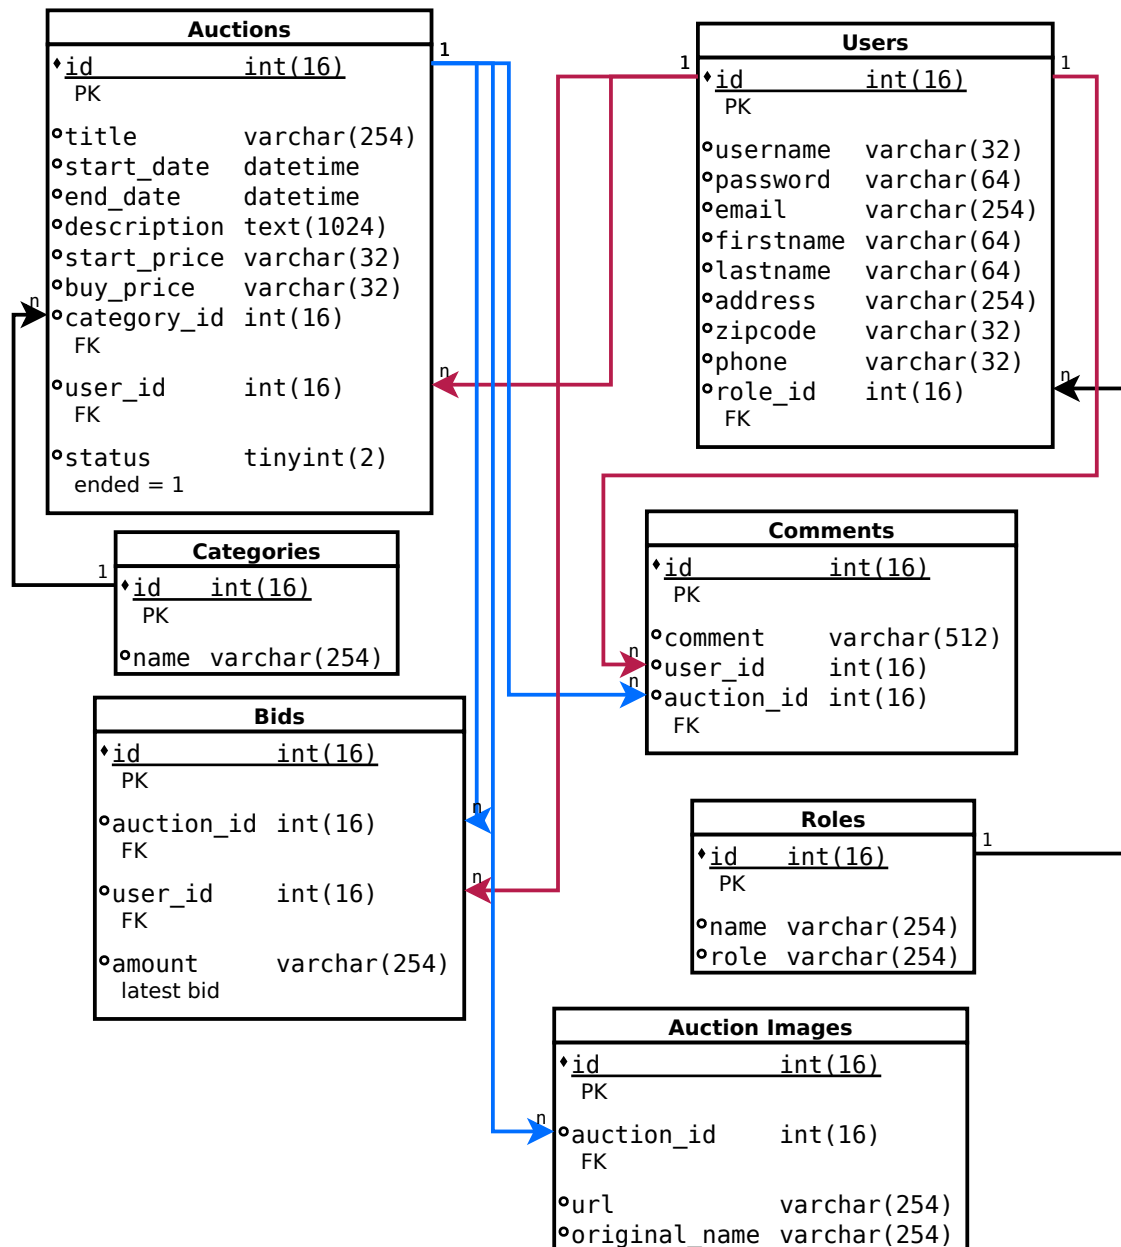 Auctions
1
id int(16)
PK
title varchar(254)
start_date datetime
end_date datetime
description text(1024)
start_price varchar(32)
buy_price varchar(32)
n
category_id int(16)
FK
n
user_id int(16)
FK
status tinyint(2)
ended = 1
Users
1
1
id int(16)
PK
username varchar(32)
password varchar(64)
email varchar(254)
firstname varchar(64)
lastname varchar(64)
address varchar(254)
zipcode varchar(32)
phone varchar(32)
n
role_id int(16)
FK
Categories
1
id int(16)
PK
name varchar(254)
Comments
id int(16)
PK
comment varchar(512)
n
user_id int(16)
n
auction_id int(16)
FK
Bids
id int(16)
PK
n
auction_id int(16)
FK
n
user_id int(16)
FK
amount varchar(254)
latest bid
Roles
1
id int(16)
PK
name varchar(254)
role varchar(254)
Auction Images
id int(16)
PK
n
auction_id int(16)
FK
url varchar(254)
original_name varchar(254)